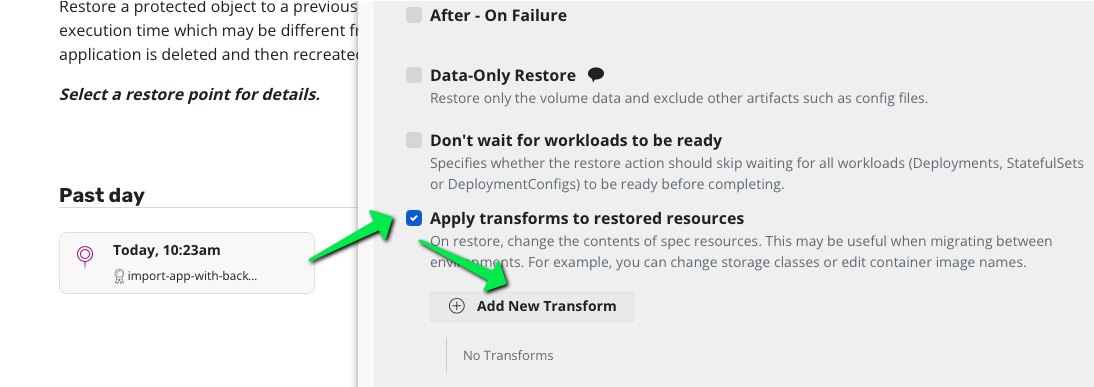 Restore a protected object to a previous
execution time which may be different fr
application is deleted and then recreated
Select a restore point for details.
Past day
Today, 10:23am
import-app-with-back...
After - On Failure
Data-Only Restore
Restore only the volume data and exclude other artifacts such as config files.
Don't wait for workloads to be ready
Specifies whether the restore action should skip waiting for all workloads (Deployments, StatefulSets
or DeploymentConfigs) to be ready before completing.
Apply transforms to restored resources
On restore, change the contents of spec resources. This may be useful when migrating between
environments. For example, you can change storage classes or edit container image names.
Add New Transform
No Transforms